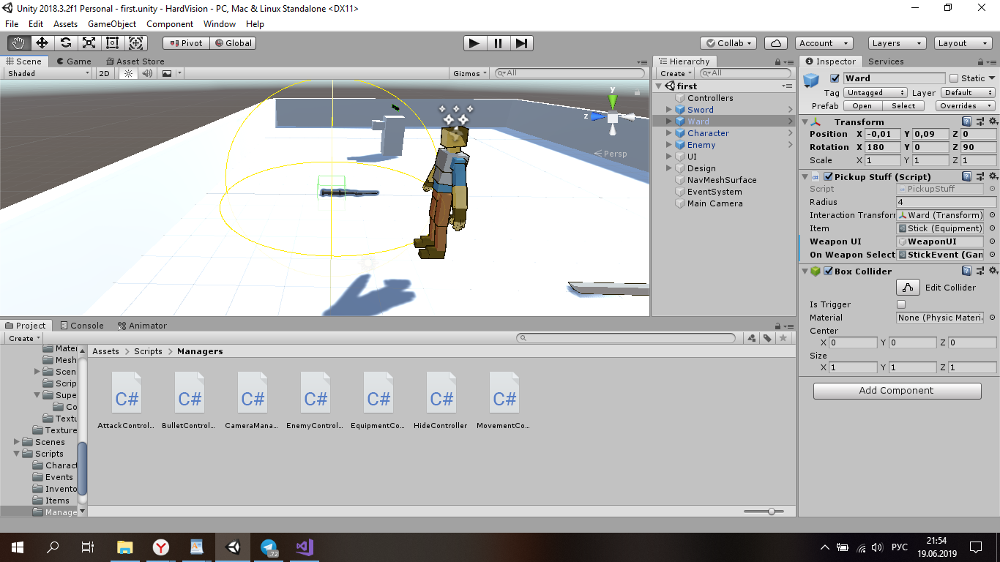 Unity 2018.3.2f1 Personal - first.unity - HardVision - PC, Mac & Linux Standalone <DX11>
File Edit Assets GameObject Component Window Help
Pivot Global Collab Account Layers Layout
Scene Game Asset Store
Shaded 2D Gizmos All
y
z
Persp
Hierarchy
Create All
first
Controllers
Sword
Ward
Character
Enemy
UI
Design
NavMeshSurface
EventSystem
Main Camera
Inspector Services
Ward Static
Tag Untagged Layer Default
Prefab Open Select Overrides
Transform
Position X -0,01 Y 0,09 Z 0
Rotation X 180 Y 0 Z 90
Scale X 1 Y 1 Z 1
Pickup Stuff (Script)
Script PickupStuff
Radius 4
Interaction Transforr Ward (Transform)
Item Stick (Equipment)
Weapon UI WeaponUI
On Weapon Select StickEvent (Gan
Box Collider
Edit Collider
Is Trigger
Material None (Physic Materi
Center
X 0 Y 0 Z 0
Size
X 1 Y 1 Z 1
Add Component
Project Console Animator
Create
Mater
Mesh
Scen
Scrip
Supe
Co
Textu
Texture
Scenes
Scripts
Charact
Events
Invento
Items
Manage
Assets > Scripts > Managers
C# C# C# C# C# C# C#
AttackControl... BulletControl... CameraMana... EnemyControl... EquipmentCo... HideController MovementCo...
72
РУС
21:54
19.06.2019